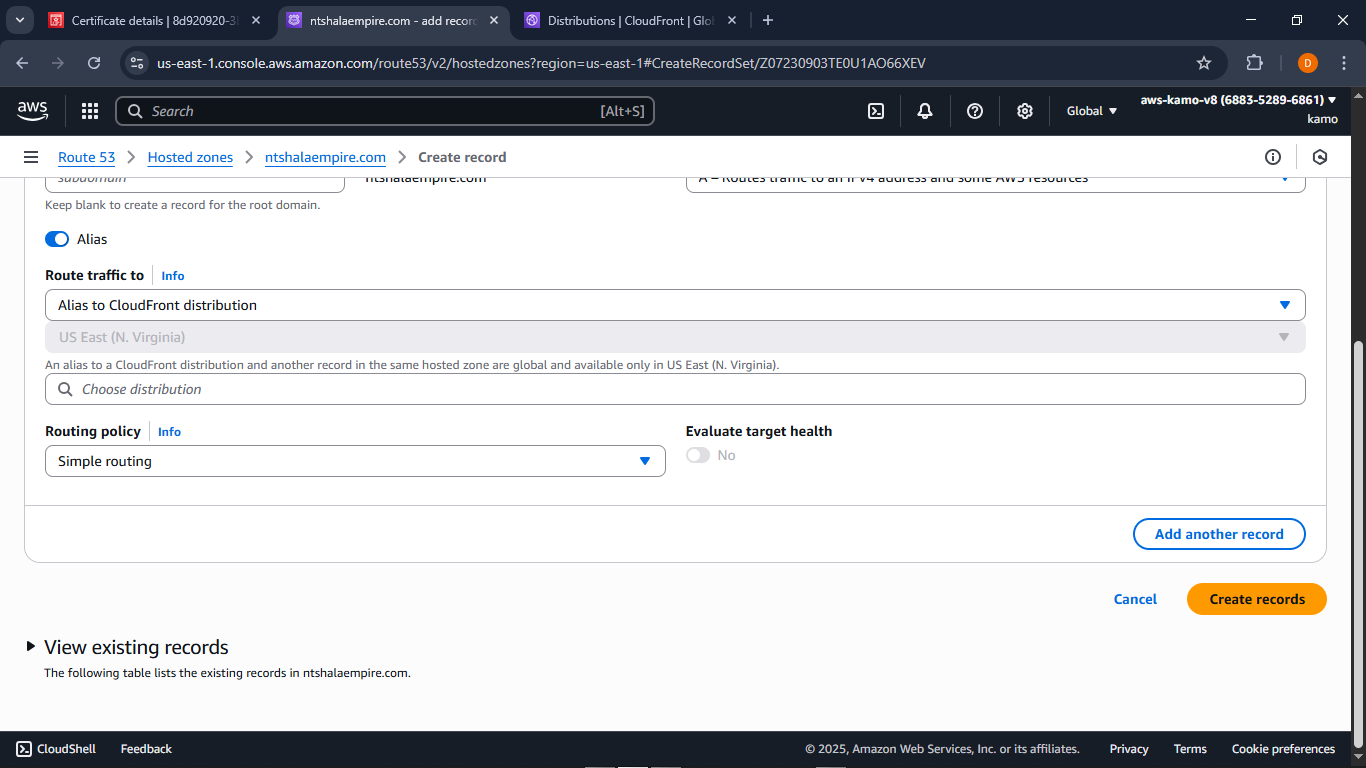 Certificate details | 8d920920-3
ntshalaempire.com - add recor
Distributions | CloudFront | Glo
us-east-1.console.aws.amazon.com/route53/v2/hostedzones?region=us-east-1#CreateRecordSet/Z07230903TE0U1AO66XEV
D
aws
Search
[Alt+S]
Global
aws-kamo-v8 (6883-5289-6861)
kamo
Route 53
Hosted zones
ntshalaempire.com
Create record
subdomain
ntshalaempire.com
A – Routes traffic to an IPv4 address and some AWS resources
Keep blank to create a record for the root domain.
Alias
Route traffic to
Info
Alias to CloudFront distribution
US East (N. Virginia)
An alias to a CloudFront distribution and another record in the same hosted zone are global and available only in US East (N. Virginia).
Choose distribution
Routing policy
Info
Evaluate target health
Simple routing
No
Add another record
Cancel
Create records
View existing records
The following table lists the existing records in ntshalaempire.com.
CloudShell
Feedback
© 2025, Amazon Web Services, Inc. or its affiliates.
Privacy
Terms
Cookie preferences